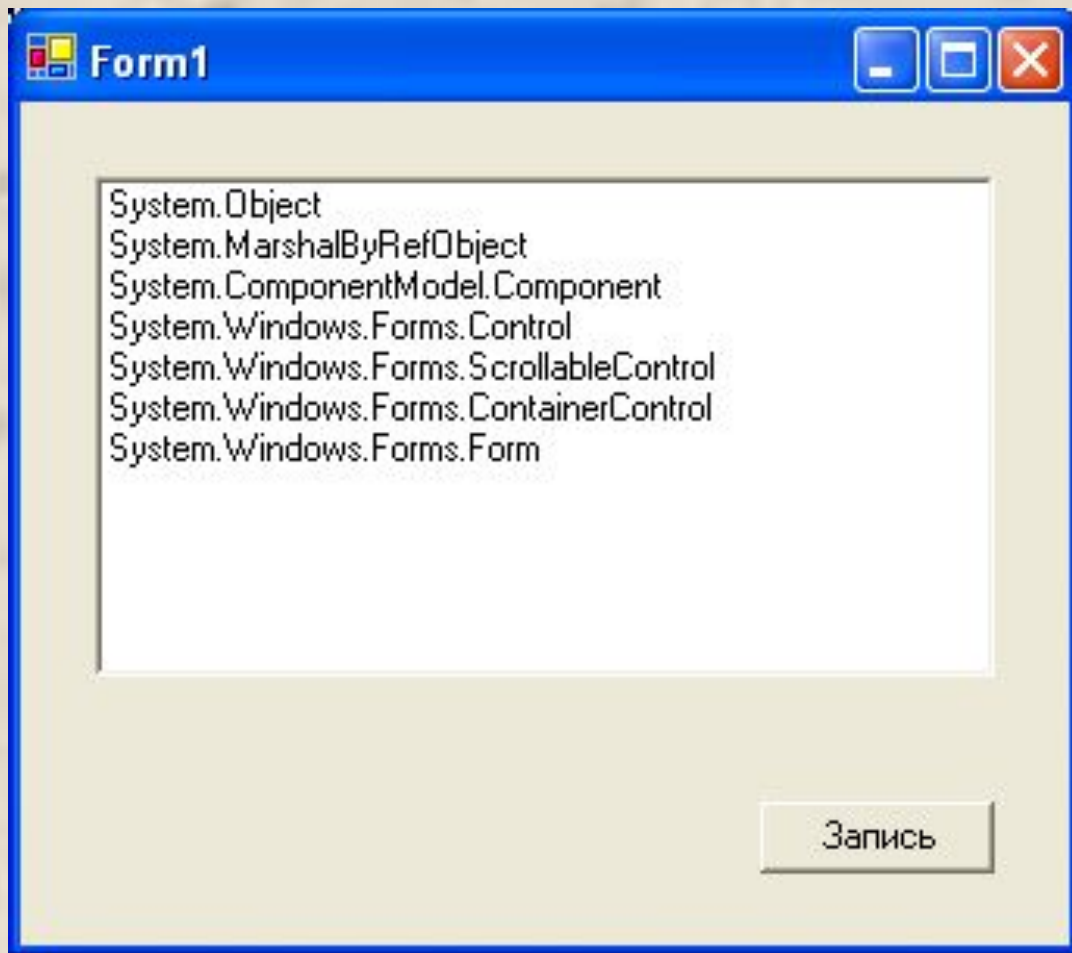 Form1
System.Object
System.MarshalByRefObject
System.ComponentModel.Component
System.Windows.Forms.Control
System.Windows.Forms.ScrollableControl
System.Windows.Forms.ContainerControl
System.Windows.Forms.Form
Запись